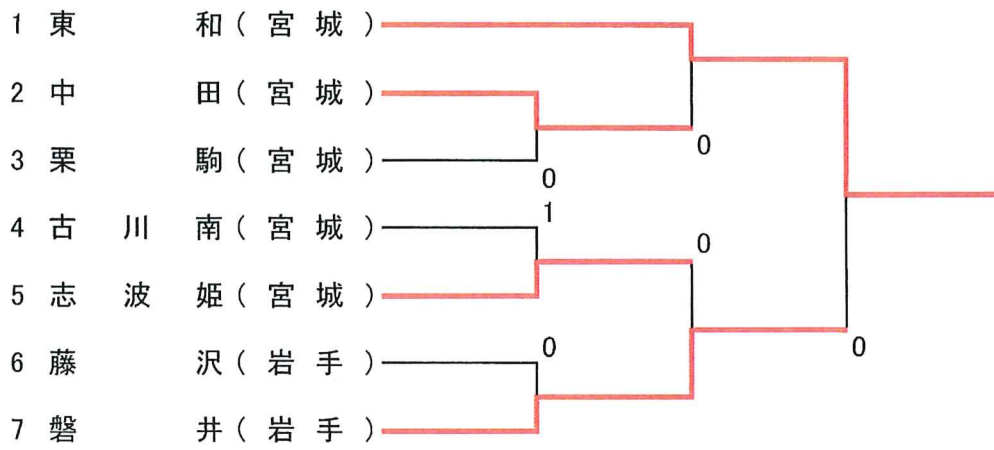 1 東 和 ( 宮 城 )
2 中 田 ( 宮 城 )
0
3 栗 駒 ( 宮 城 )
0
1
4 古 川 南 ( 宮 城 )
0
5 志 波 姫 ( 宮 城 )
0
0
6 藤 沢 ( 岩 手 )
7 磐 井 ( 岩 手 )